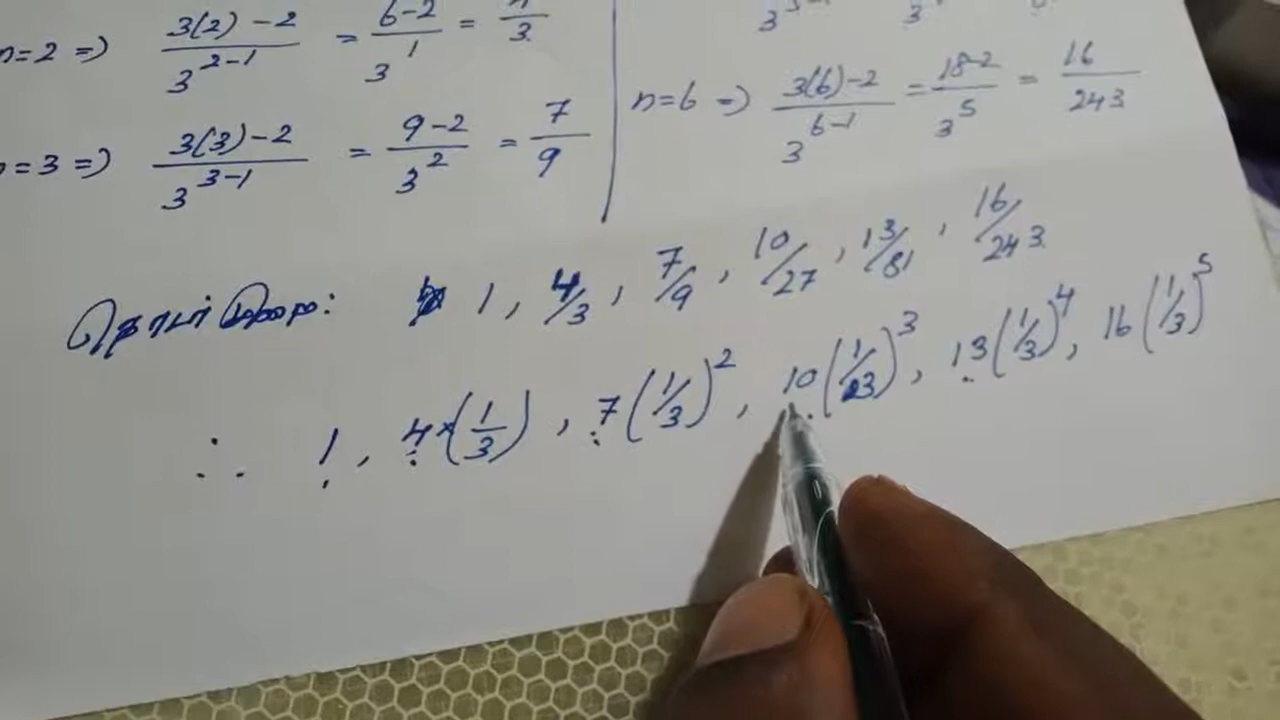 n=2 => 3(2)-2 / 3^(2-1) = 6-2 / 3^1 = 4/3
n=3 => 3(3)-2 / 3^(3-1) = 9-2 / 3^2 = 7/9
n=6 => 3(6)-2 / 3^(6-1) = 18-2 / 3^5 = 16/243
தொடர்முறை: 1, 4/3, 7/9, 10/27, 13/81, 16/243
∴ 1, 4×(1/3), 7(1/3)^2, 10(1/3)^3, 13(1/3)^4, 16(1/3)^5